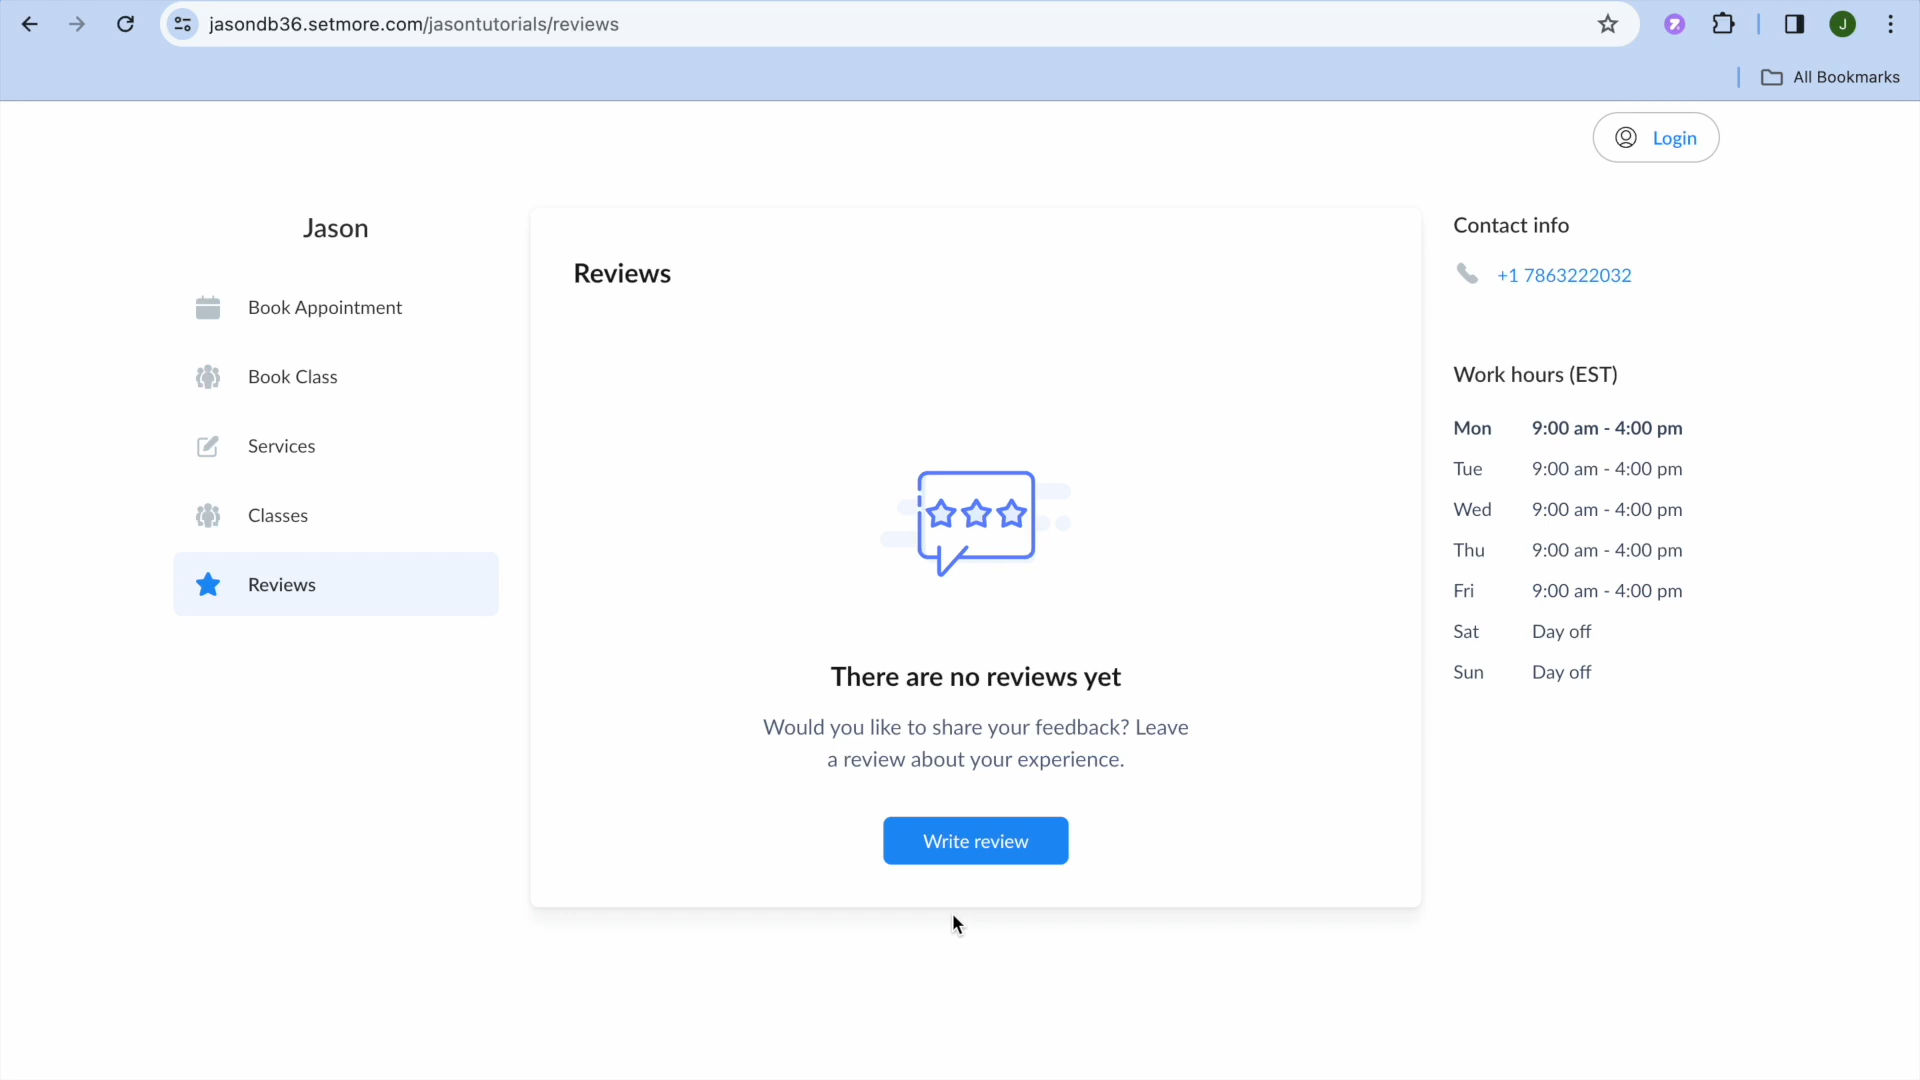 jasondb36.setmore.com/jasontutorials/reviews
J
All Bookmarks
Login
Jason
Book Appointment
Book Class
Services
Classes
Reviews
Reviews
There are no reviews yet
Would you like to share your feedback? Leave
a review about your experience.
Write review
Contact info
+1 7863222032
Work hours (EST)
Mon 9:00 am - 4:00 pm
Tue 9:00 am - 4:00 pm
Wed 9:00 am - 4:00 pm
Thu 9:00 am - 4:00 pm
Fri 9:00 am - 4:00 pm
Sat Day off
Sun Day off